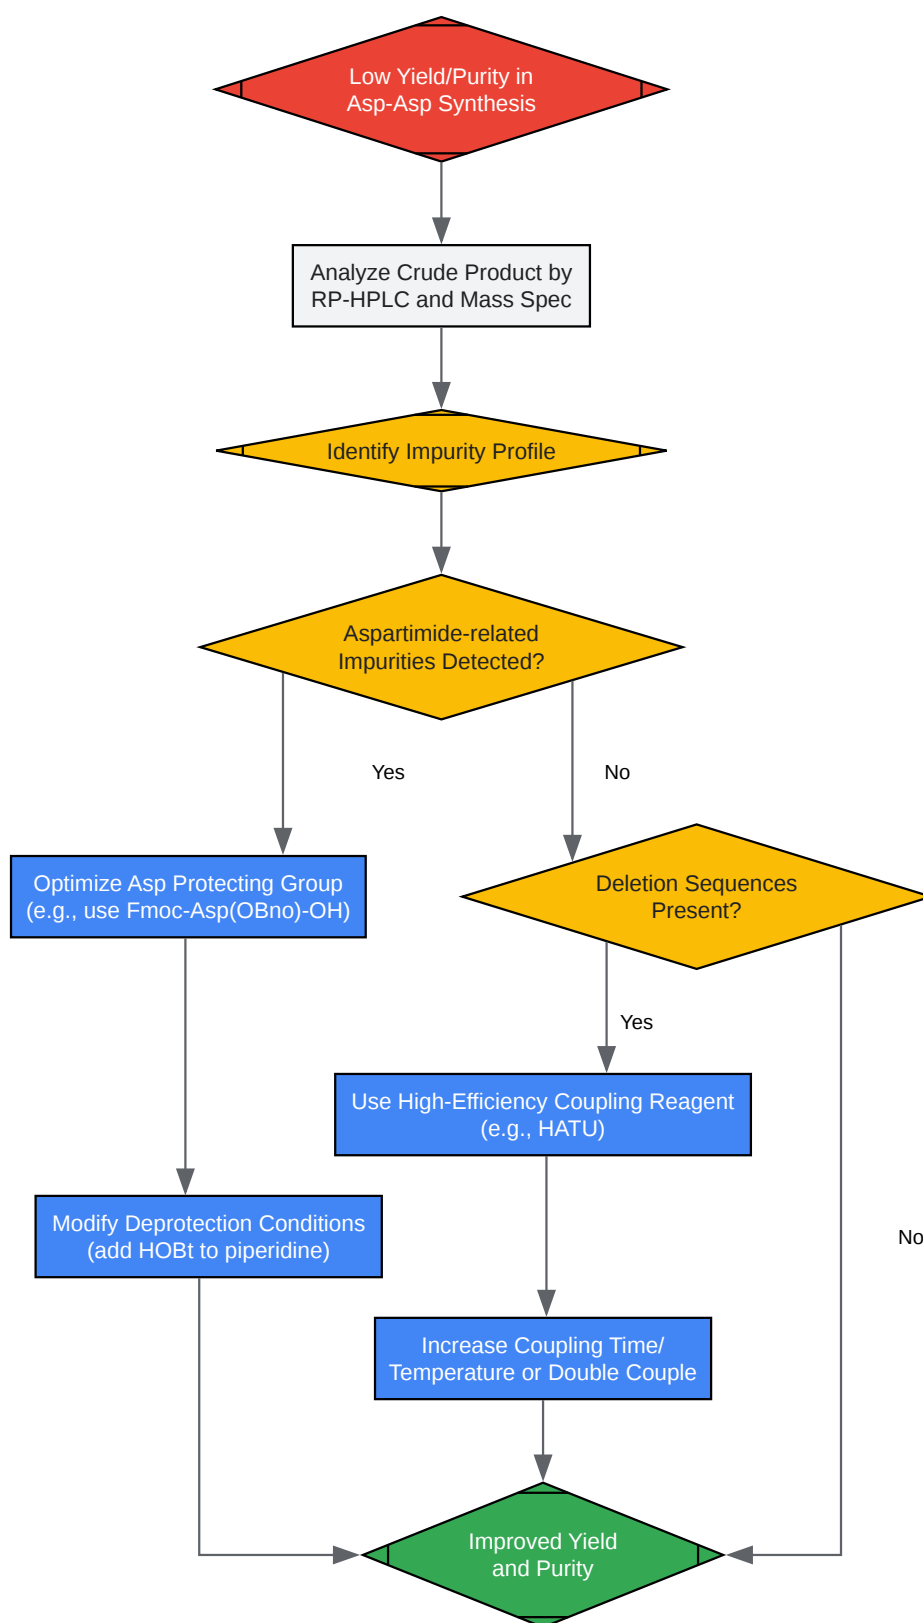 Low Yield/Purity in
Asp-Asp Synthesis
Analyze Crude Product by
RP-HPLC and Mass Spec
Identify Impurity Profile
Aspartimide-related
Impurities Detected?
Yes
No
Optimize Asp Protecting Group
(e.g., use Fmoc-Asp(OBno)-OH)
Deletion Sequences
Present?
Yes
Use High-Efficiency Coupling Reagent
(e.g., HATU)
Modify Deprotection Conditions
(add HOBt to piperidine)
No
Increase Coupling Time/
Temperature or Double Couple
Improved Yield
and Purity